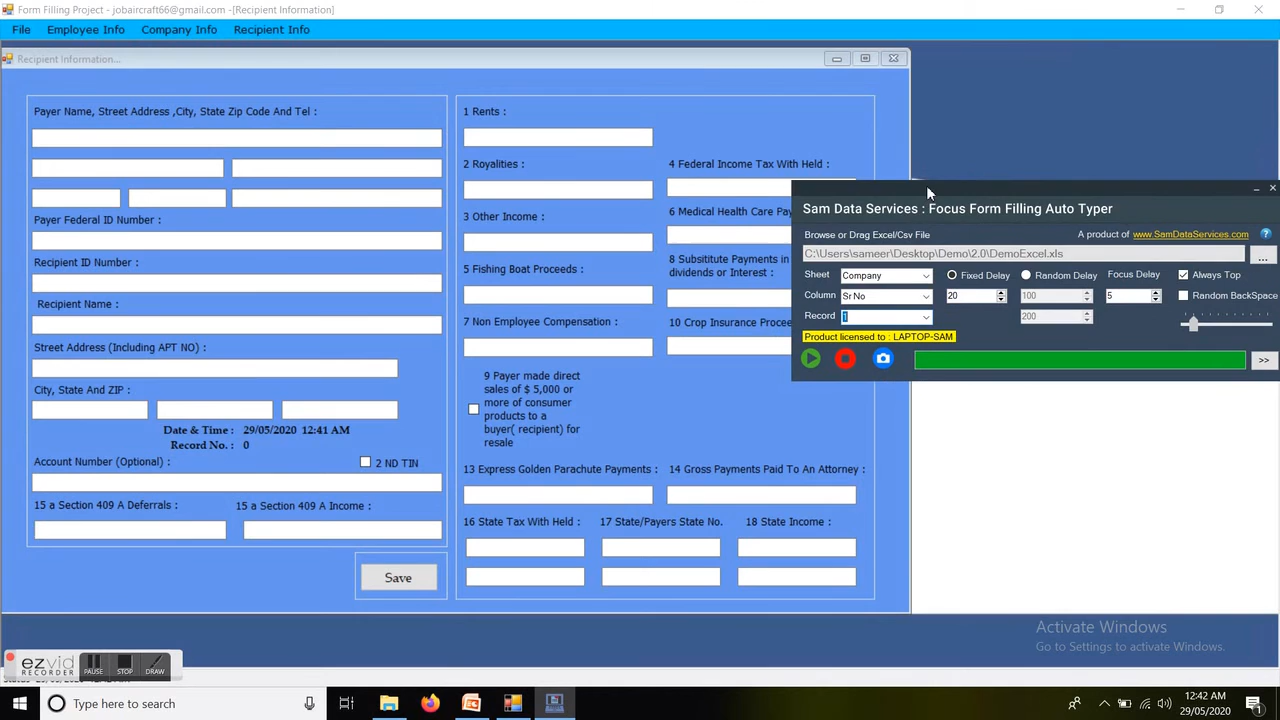 Form Filling Project - jobaircraft66@gmail.com -[Recipient Information]
File Employee Info Company Info Recipient Info
Recipient Information...
Payer Name, Street Address ,City, State Zip Code And Tel :
Payer Federal ID Number :
Recipient ID Number :
Recipient Name :
Street Address (Including APT NO) :
City, State And ZIP :
Date & Time : 29/05/2020 12:41 AM
Record No. : 0
Account Number (Optional) :
2 ND TIN
15 a Section 409 A Deferrals :
15 a Section 409 A Income :
Save
1 Rents :
2 Royalities :
4 Federal Income Tax With Held :
3 Other Income :
6 Medical Health Care Pay
5 Fishing Boat Proceeds :
8 Subsititute Payments in
dividends or Interest :
7 Non Employee Compensation :
10 Crop Insurance Procee
9 Payer made direct
sales of $ 5,000 or
more of consumer
products to a
buyer( recipient) for
resale
13 Express Golden Parachute Payments :
14 Gross Payments Paid To An Attorney :
16 State Tax With Held :
17 State/Payers State No.
18 State Income :
Sam Data Services : Focus Form Filling Auto Typer
Browse or Drag Excel/Csv File
A product of www.SamDataServices.com ?
C:\Users\sameer\Desktop\Demo\2.0\DemoExcel.xls
...
Sheet Company Fixed Delay Random Delay Focus Delay Always Top
Column Sr No 20 100 5 Random BackSpace
Record 1 200
Product licensed to : LAPTOP-SAM
>>
Activate Windows
Go to Settings to activate Windows.
ezvid
RECORDER
PAUSE STOP DRAW
Type here to search
12:42 AM
29/05/2020
1